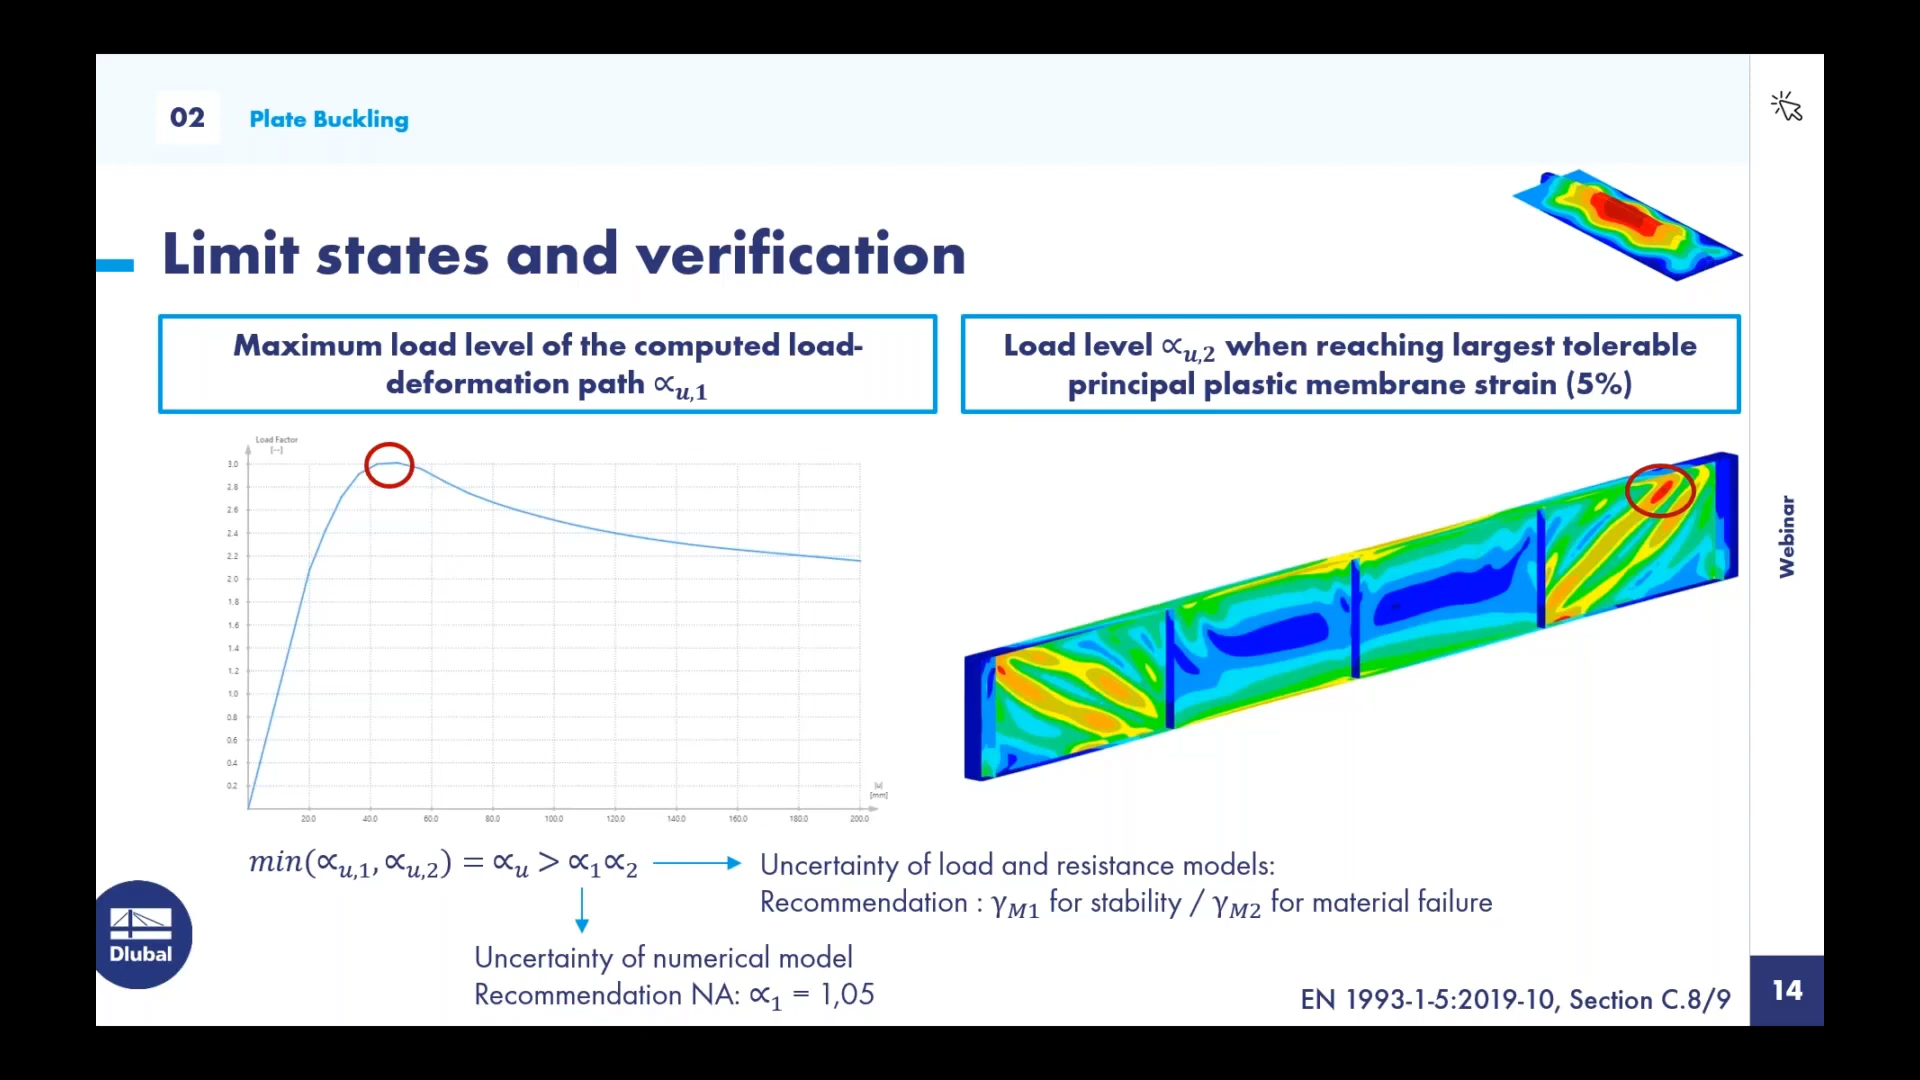 02
Plate Buckling
Limit states and verification
Maximum load level of the computed load-
deformation path ∝u,1
Load level ∝u,2 when reaching largest tolerable
principal plastic membrane strain (5%)
Load Factor
[--]
3.0
2.8
2.6
2.4
2.2
2.0
1.8
1.6
1.4
1.2
1.0
0.8
0.6
0.4
0.2
20.0 40.0 60.0 80.0 100.0 120.0 140.0 160.0 180.0 200.0
|u|
[mm]
min(∝u,1, ∝u,2) = ∝u > ∝1∝2
Uncertainty of load and resistance models:
Recommendation : γM1 for stability / γM2 for material failure
Uncertainty of numerical model
Recommendation NA: ∝1 = 1,05
Dlubal
EN 1993-1-5:2019-10, Section C.8/9
Webinar
14